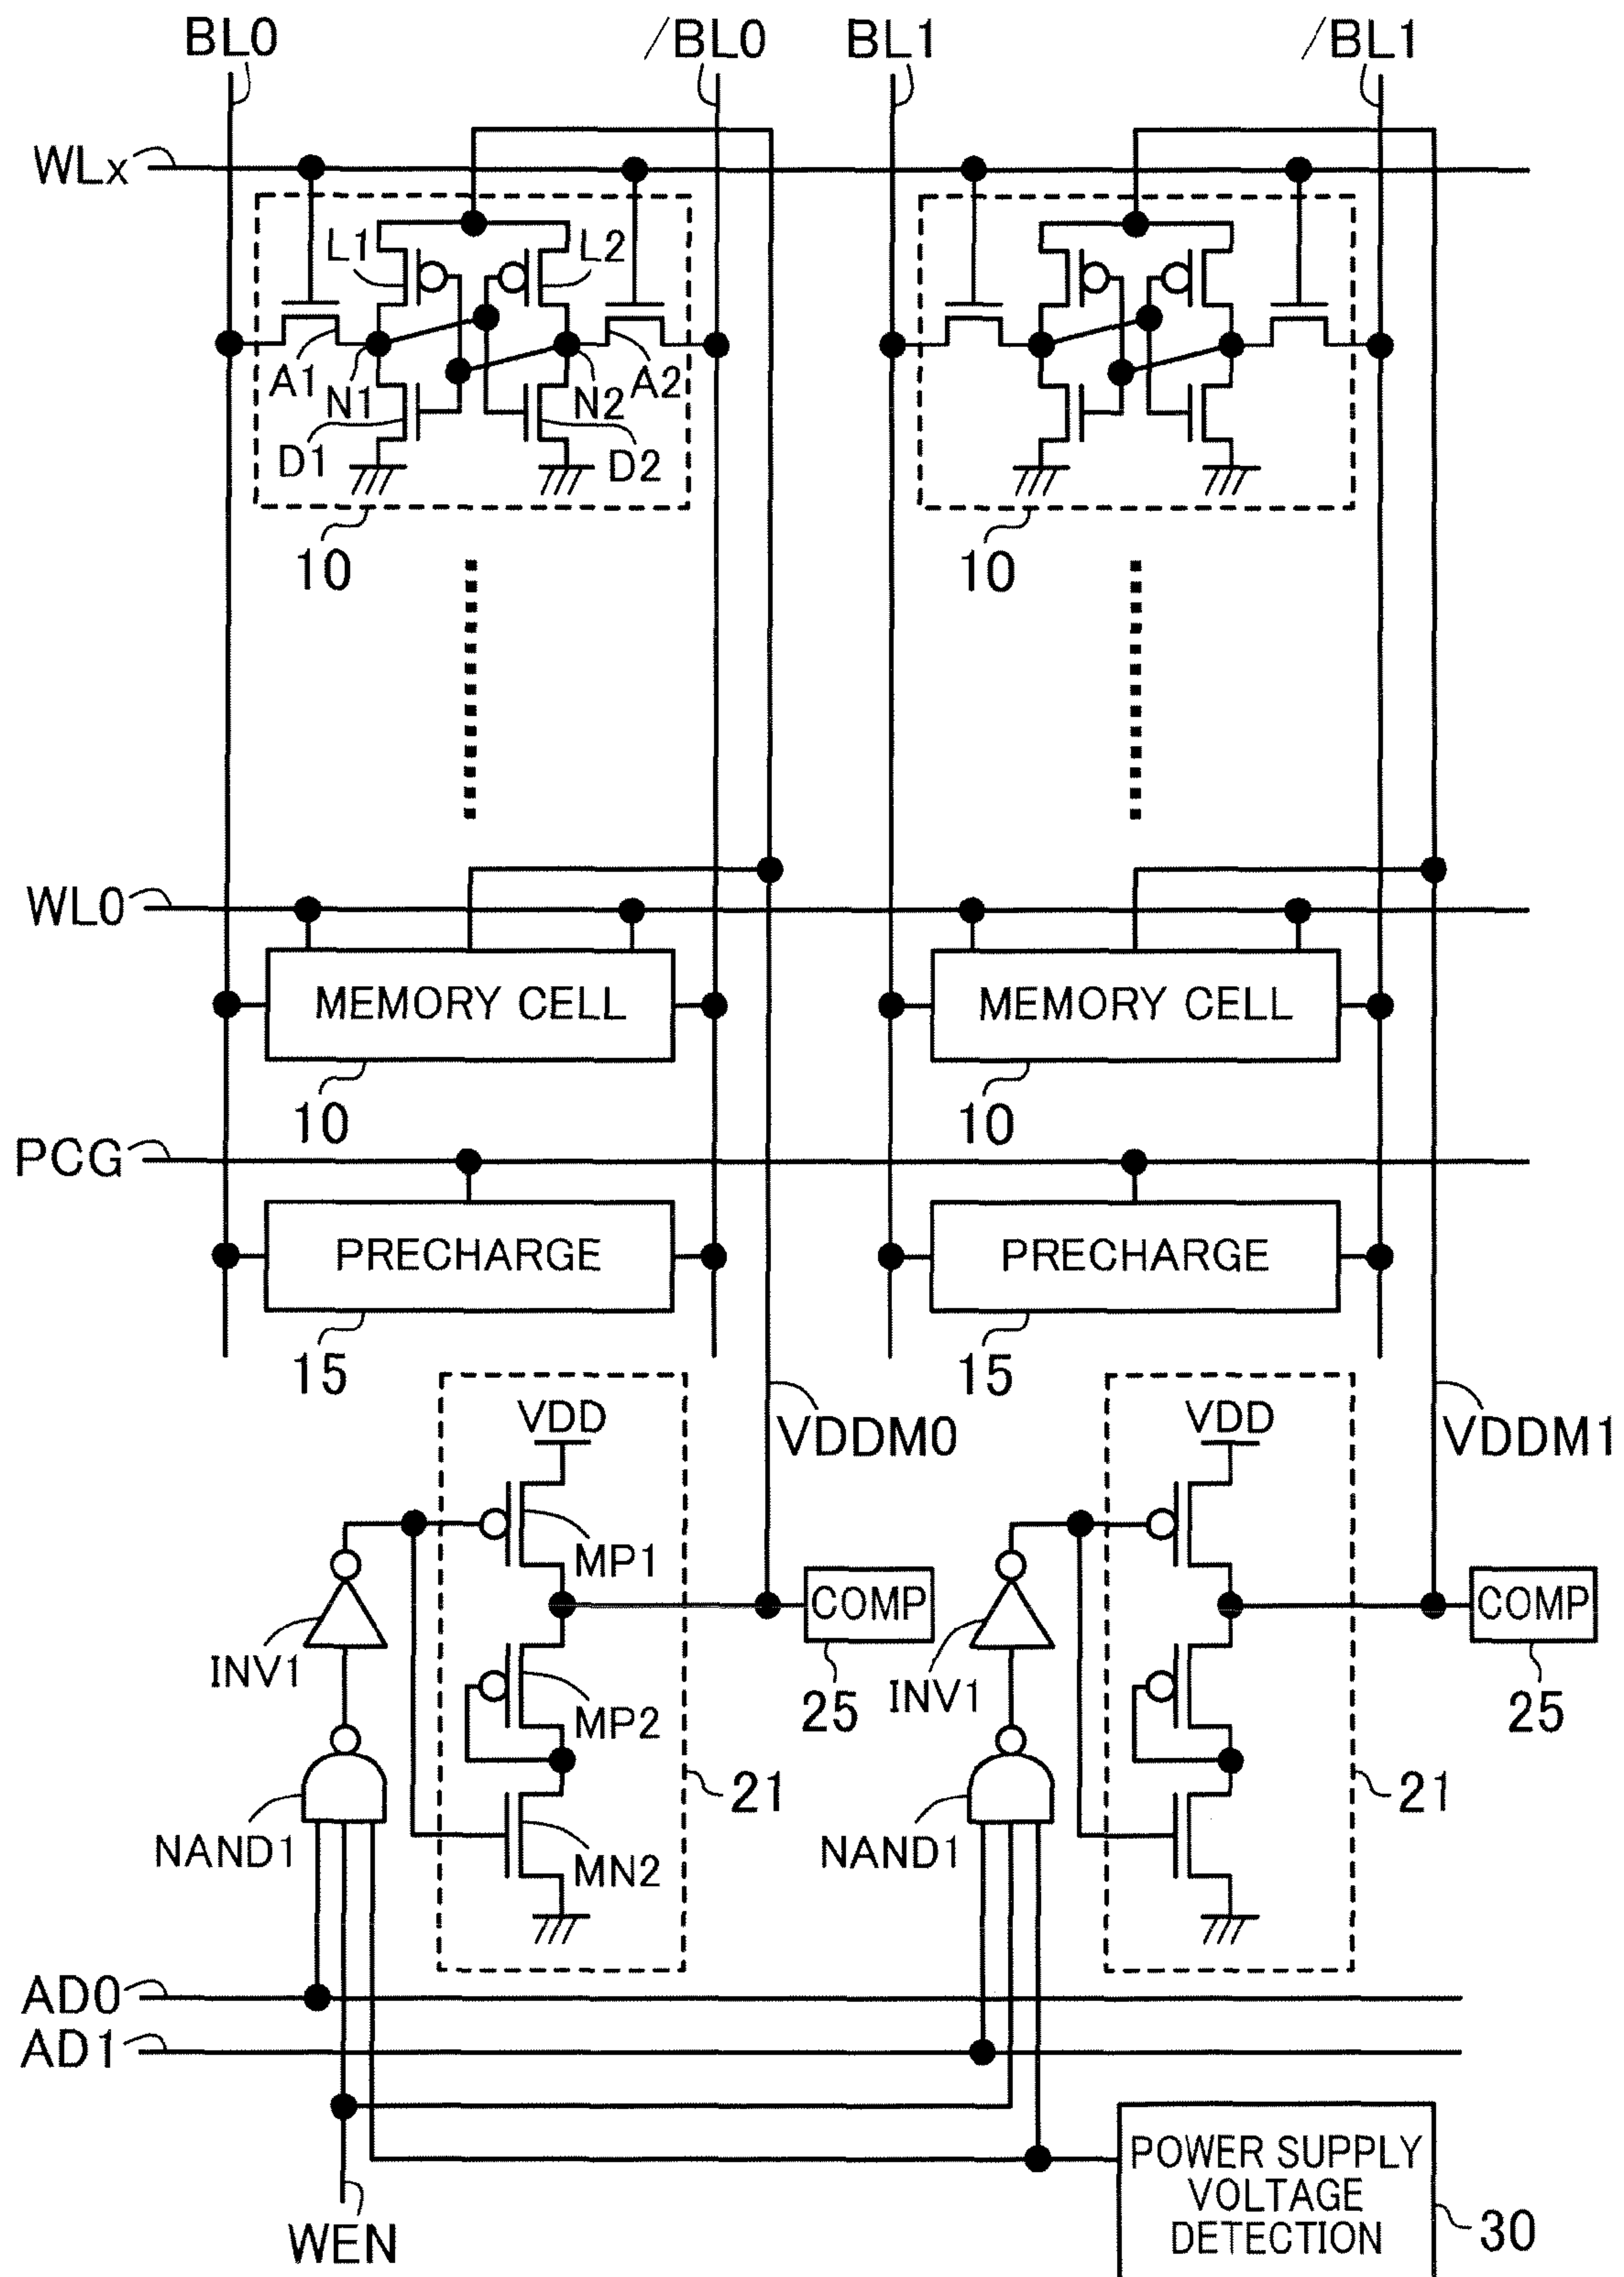 BL0 /BL0 BL1 /BL1
WLx
L1 L2
A1 N1 N2 A2
D1 D2
10 10
WL0
MEMORY CELL MEMORY CELL
10 10
PCG
PRECHARGE PRECHARGE
15 15
VDD VDDM0 VDD VDDM1
MP1
COMP COMP
INV1 MP2 25 INV1 25
21 21
NAND1 MN2 NAND1
AD0
AD1
POWER SUPPLY
VOLTAGE
DETECTION
30
WEN